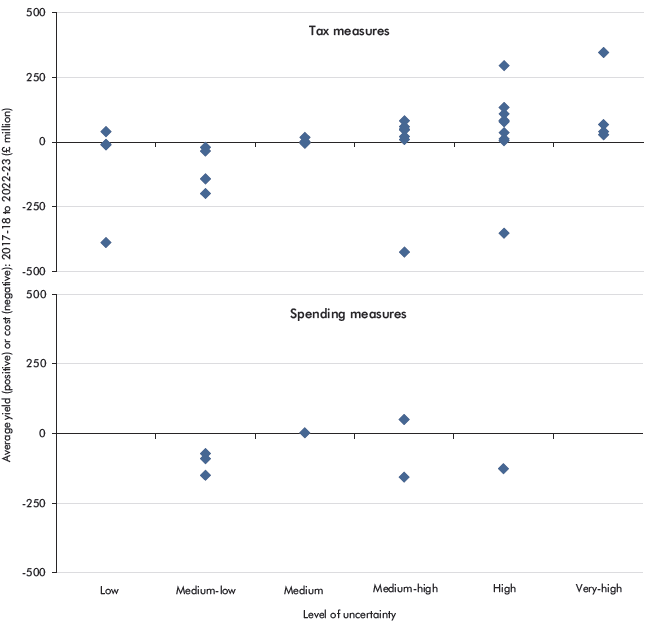 Average yield (positive) or cost (negative): 2017-18 to 2022-23 (£ million)
Tax measures
500
250
0
-250
-500
Spending measures
500
250
0
-250
-500
Low Medium-low Medium Medium-high High Very-high
Level of uncertainty